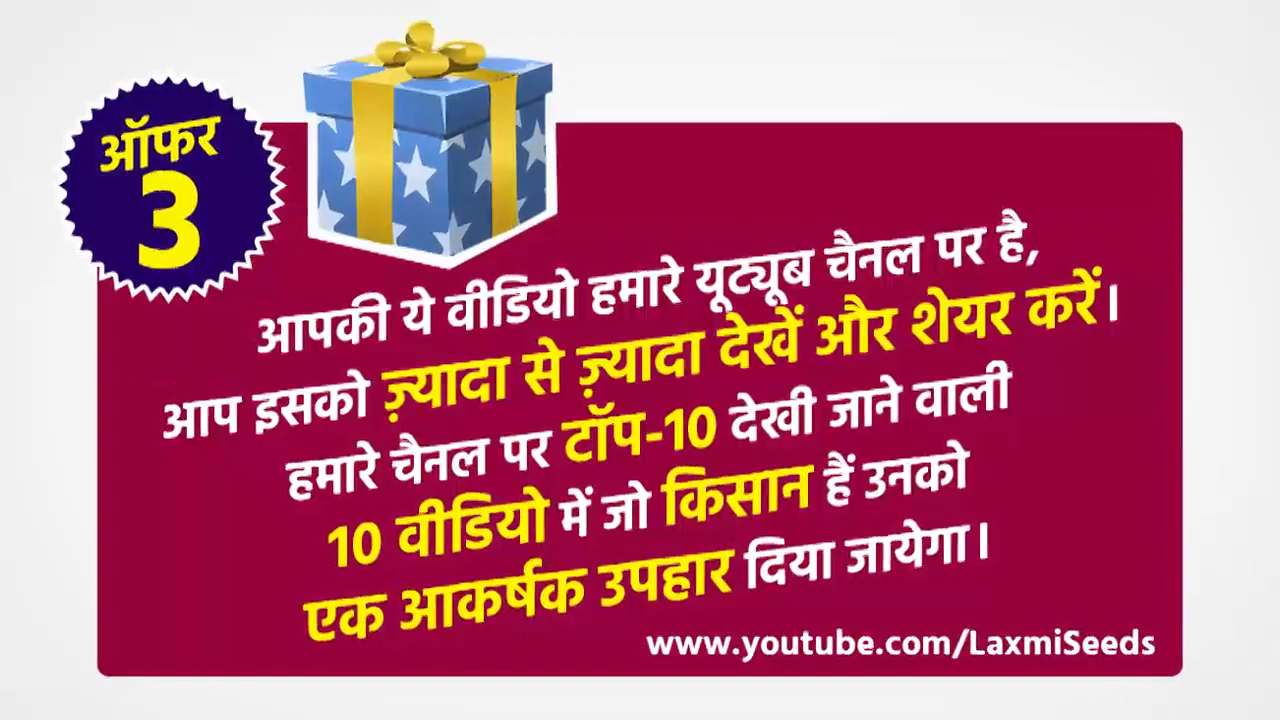 ऑफर
3
आपकी ये वीडियो हमारे यूट्यूब चैनल पर है,
आप इसको ज़्यादा से ज़्यादा देखें और शेयर करें।
हमारे चैनल पर टॉप-10 देखी जाने वाली
10 वीडियो में जो किसान हैं उनको
एक आकर्षक उपहार दिया जायेगा।
www.youtube.com/LaxmiSeeds